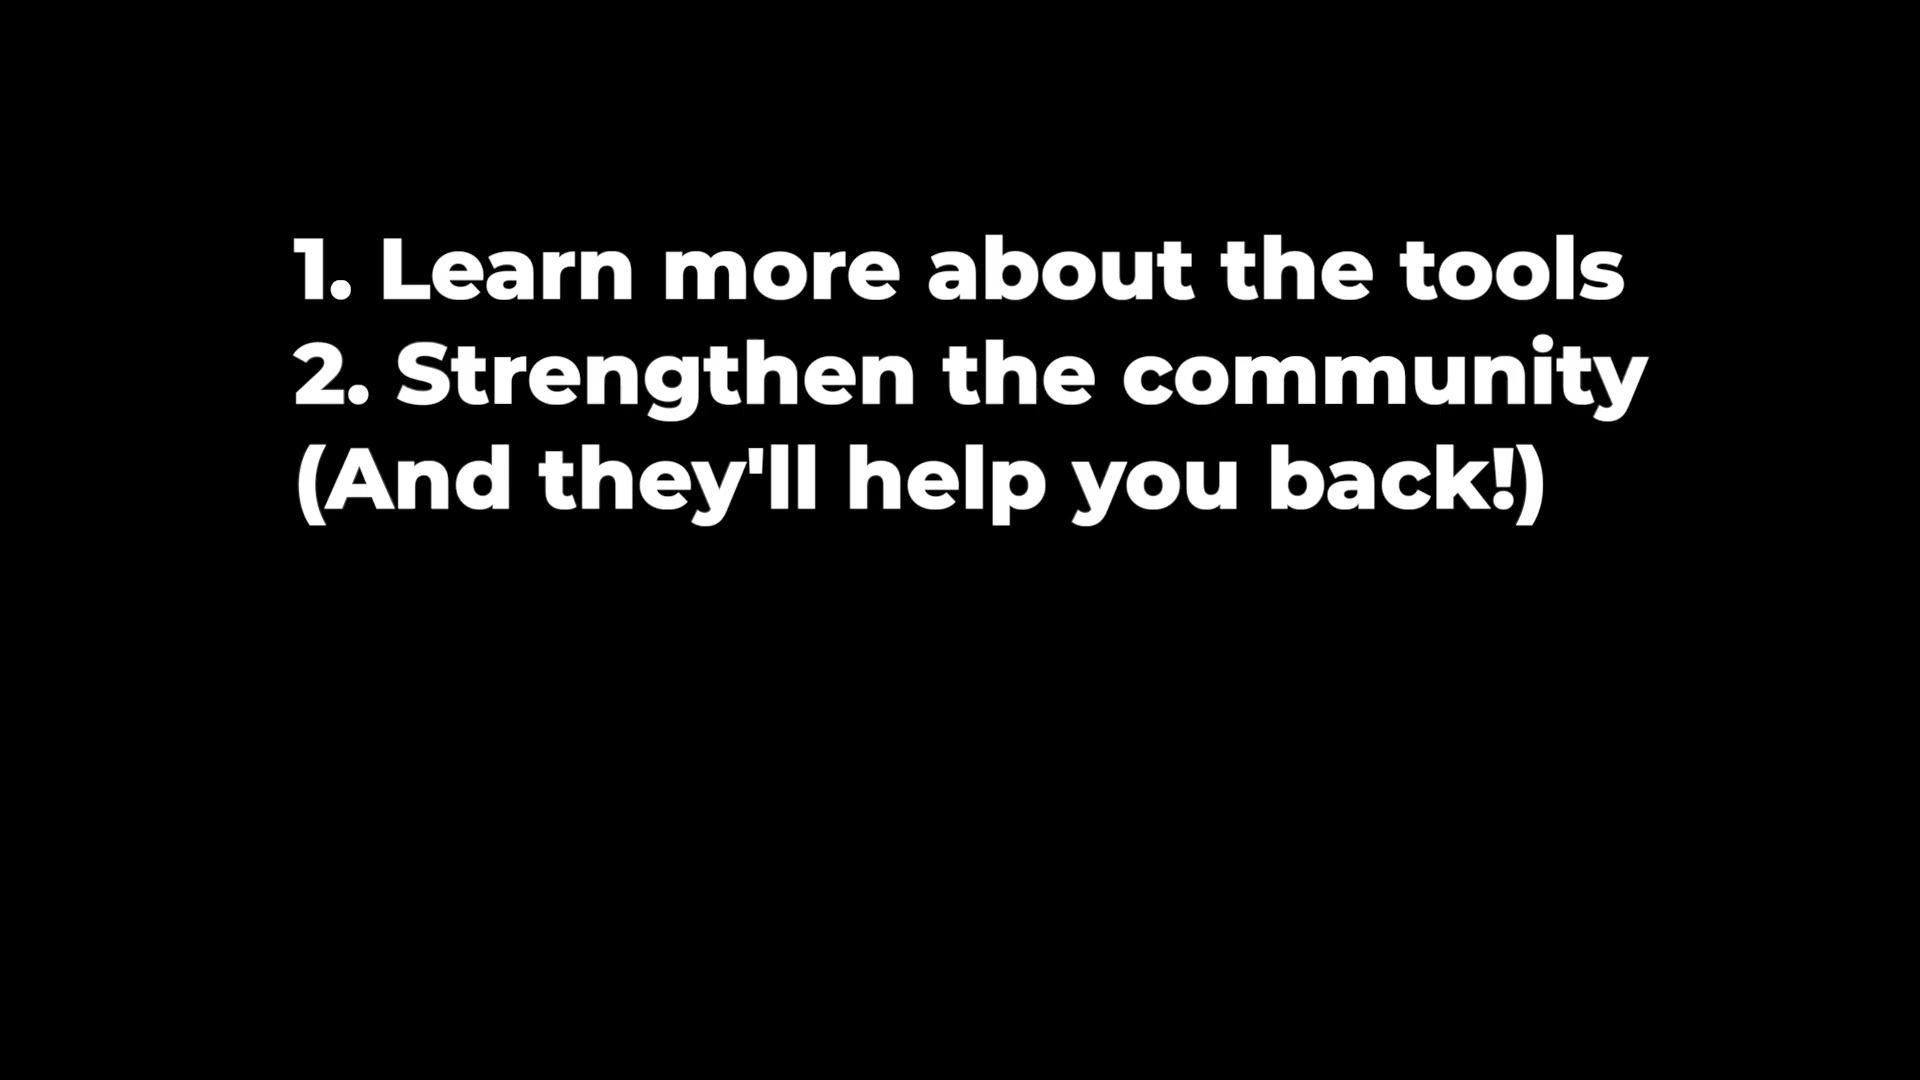 1. Learn more about the tools
2. Strengthen the community
(And they'll help you back!)